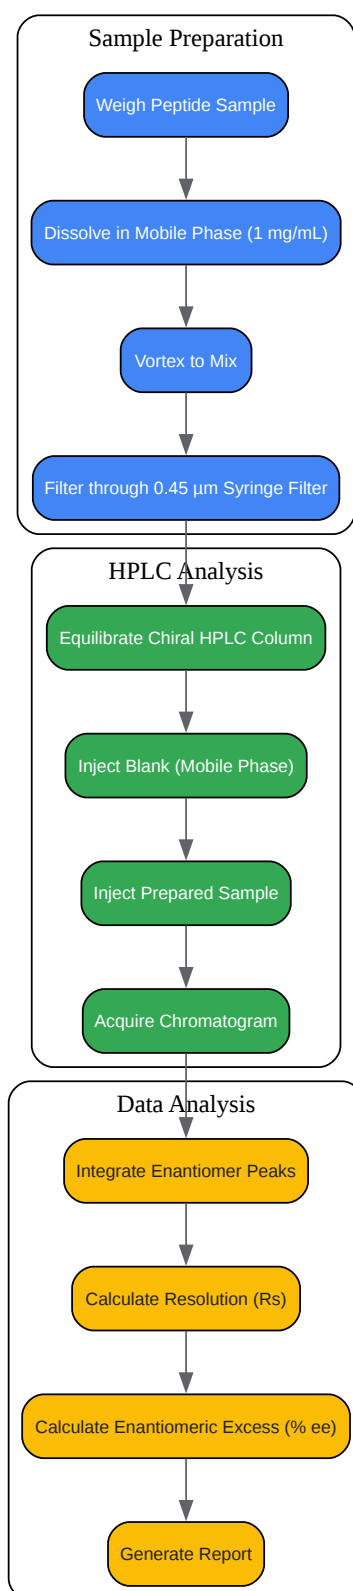 Sample Preparation
Weigh Peptide Sample
Dissolve in Mobile Phase (1 mg/mL)
Vortex to Mix
Filter through 0.45 µm Syringe Filter
HPLC Analysis
Equilibrate Chiral HPLC Column
Inject Blank (Mobile Phase)
Inject Prepared Sample
Acquire Chromatogram
Data Analysis
Integrate Enantiomer Peaks
Calculate Resolution (Rs)
Calculate Enantiomeric Excess (% ee)
Generate Report